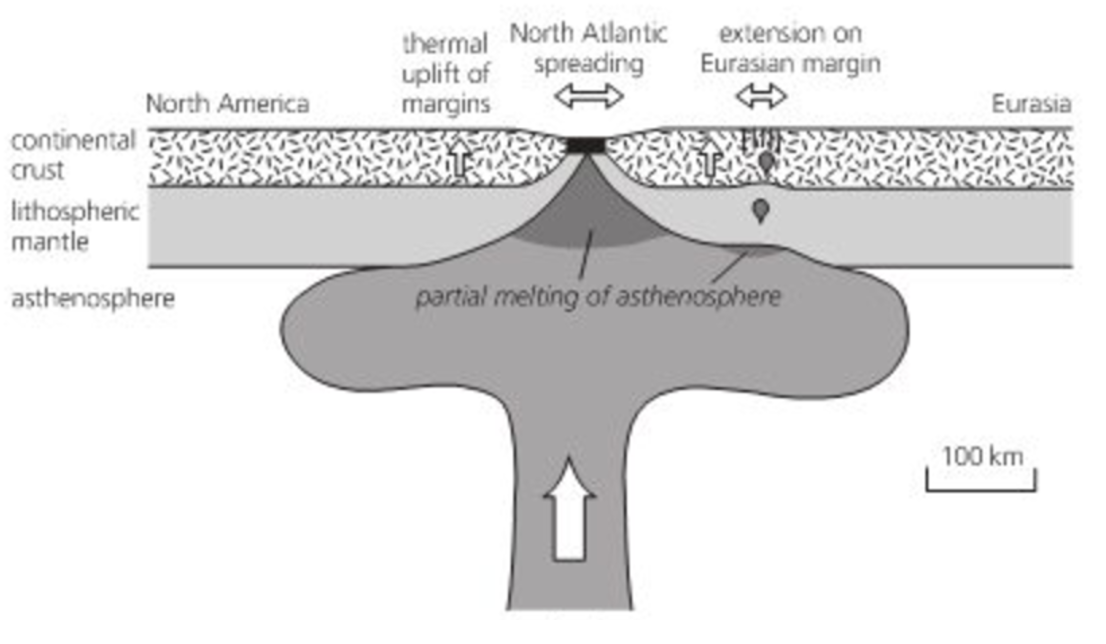 thermal
uplift of
margins
North Atlantic
spreading
extension on
Eurasian margin
North America
Eurasia
continental
crust
lithospheric
mantle
asthenosphere
partial melting of asthenosphere
100 km